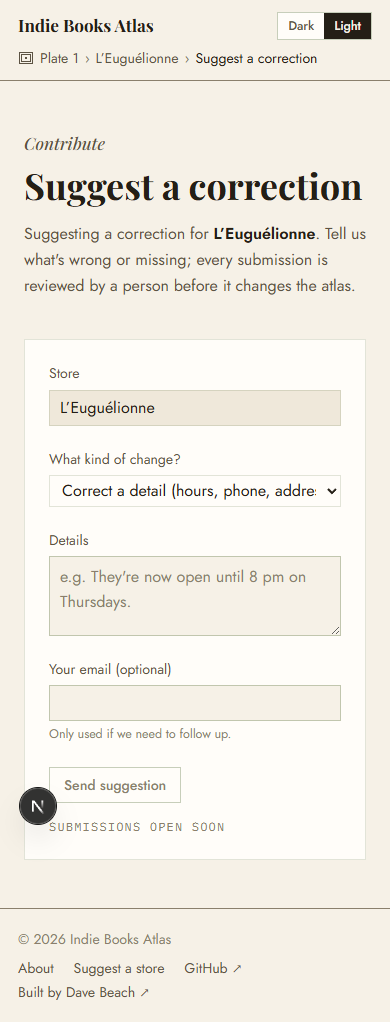 Indie Books Atlas
Dark Light
Plate 1 › L’Euguélionne › Suggest a correction
Contribute
Suggest a correction
Suggesting a correction for L’Euguélionne. Tell us
what's wrong or missing; every submission is
reviewed by a person before it changes the atlas.
Store
L’Euguélionne
What kind of change?
Correct a detail (hours, phone, addres
Details
e.g. They're now open until 8 pm on
Thursdays.
Your email (optional)
Only used if we need to follow up.
Send suggestion
N
SUBMISSIONS OPEN SOON
© 2026 Indie Books Atlas
About Suggest a store GitHub ↗
Built by Dave Beach ↗